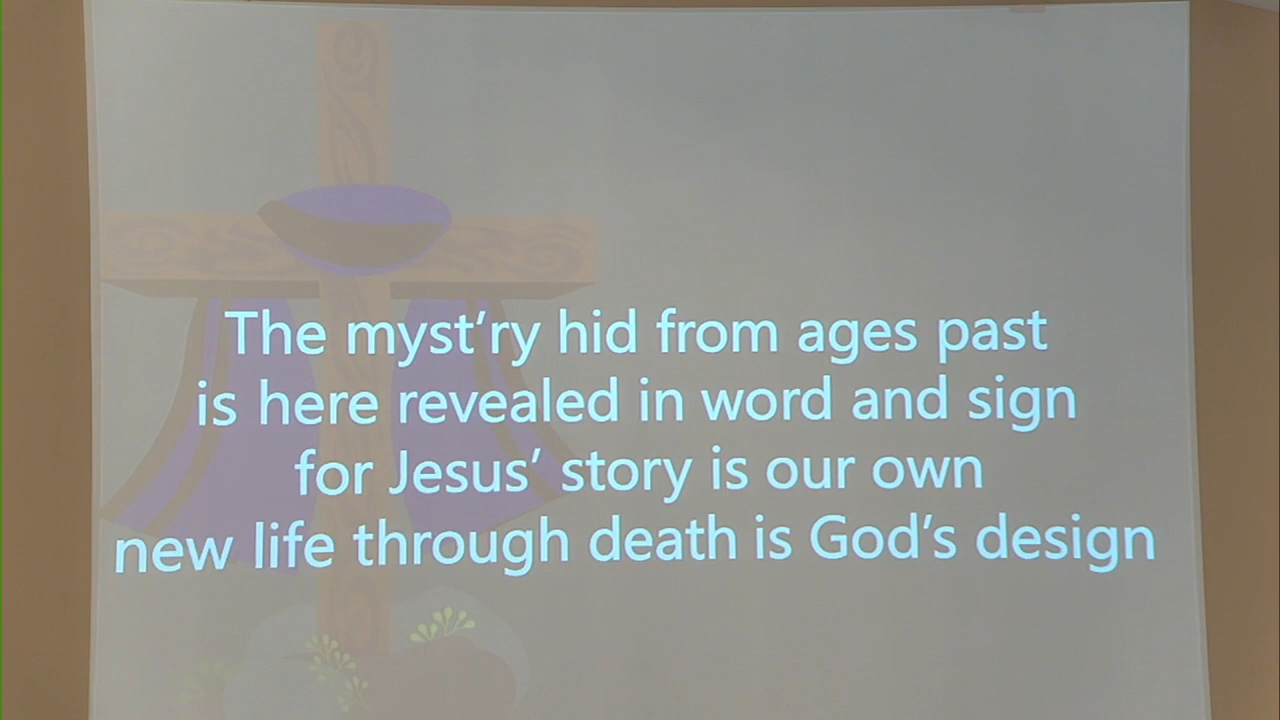 The myst’ry hid from ages past
is here revealed in word and sign
for Jesus’ story is our own
new life through death is God’s design